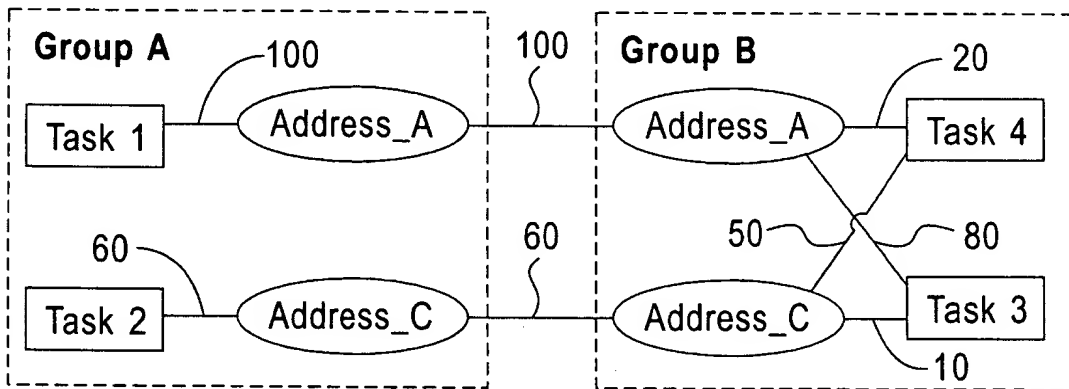 Group A
100
Task 1
Address_A
60
Task 2
Address_C
100
60
Group B
20
Address_A
Task 4
50
80
Address_C
Task 3
10